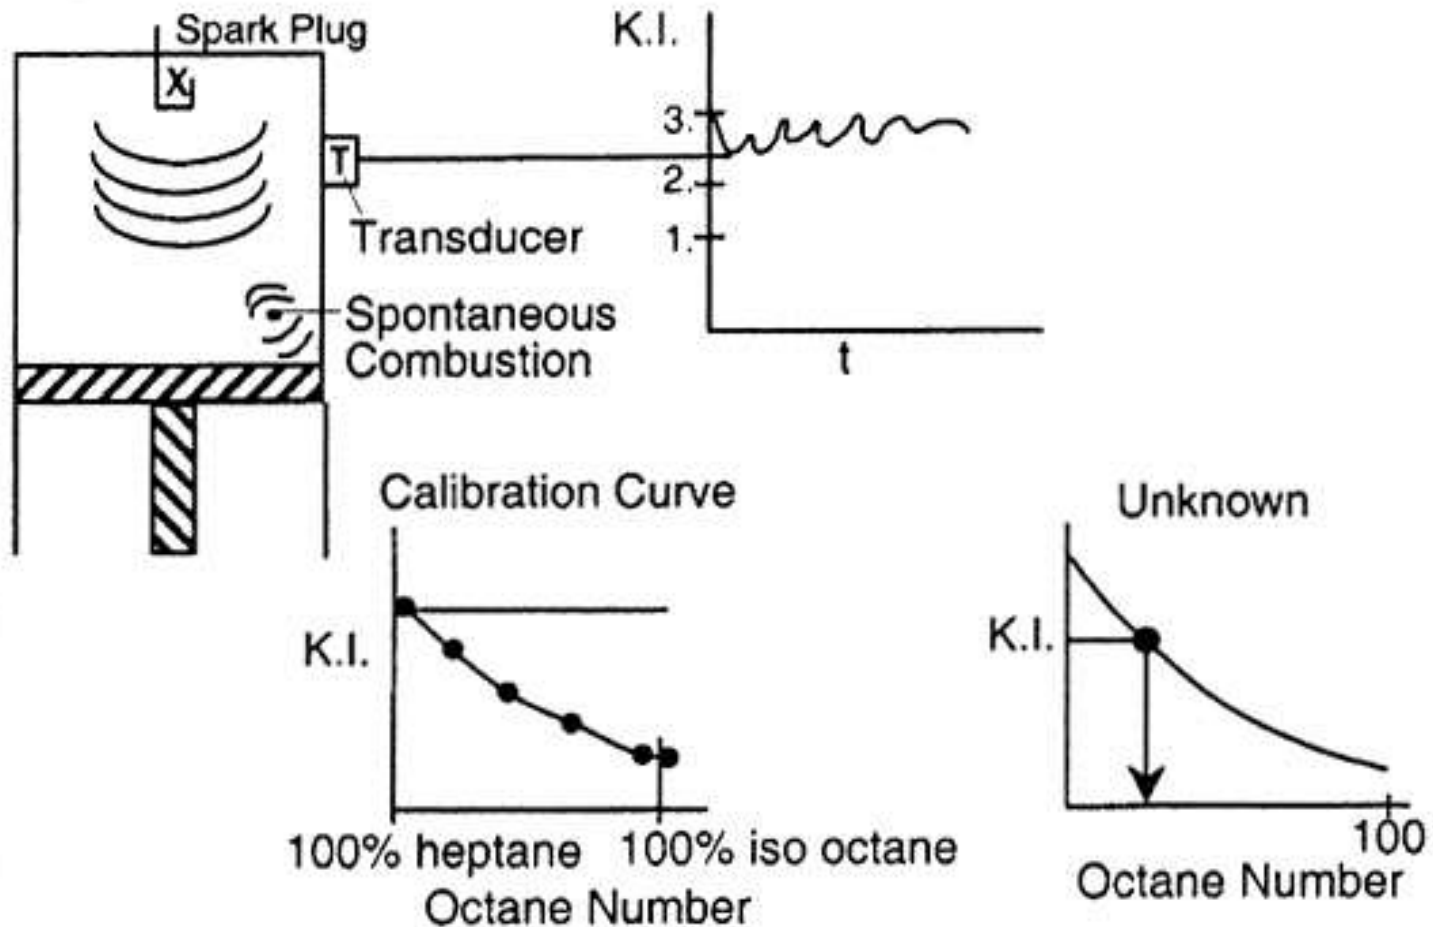 Spark Plug
X
T
Transducer
Spontaneous
Combustion
K.I.
3.
2.
1.
t
Calibration Curve
K.I.
100% heptane 100% iso octane
Octane Number
Unknown
K.I.
100
Octane Number